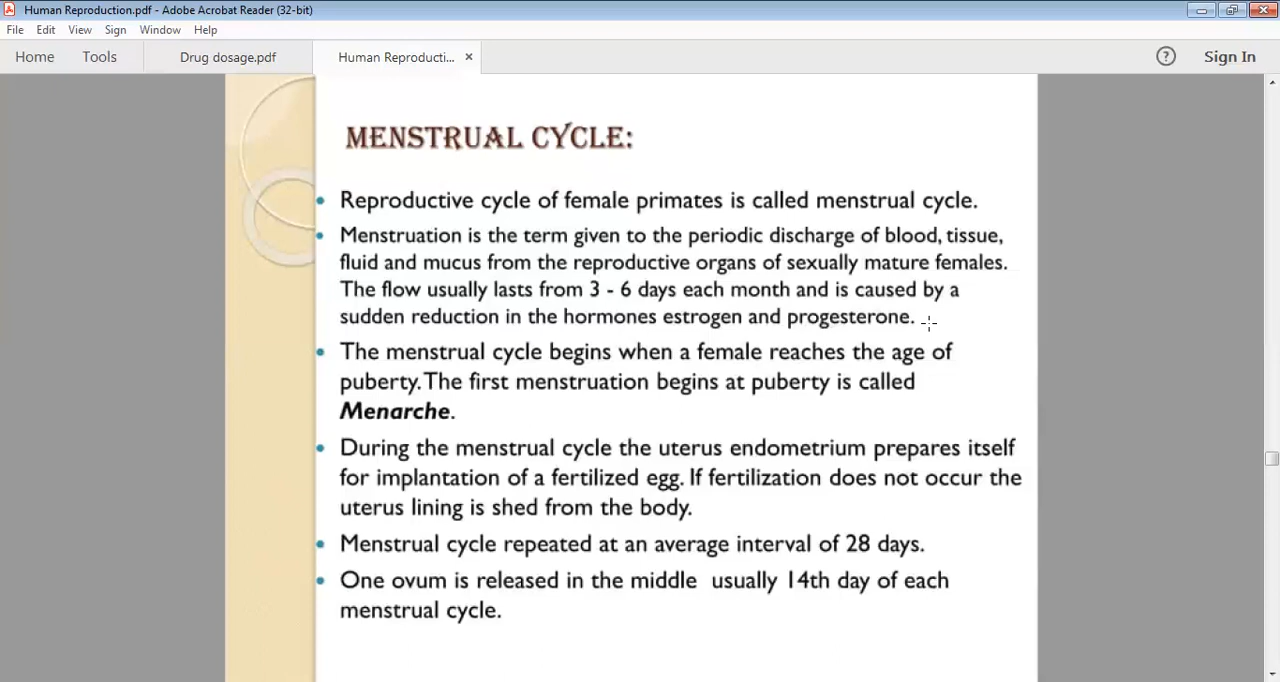 Human Reproduction.pdf - Adobe Acrobat Reader (32-bit)
File Edit View Sign Window Help
Home Tools Drug dosage.pdf Human Reproducti... × ? Sign In
MENSTRUAL CYCLE:
• Reproductive cycle of female primates is called menstrual cycle.
• Menstruation is the term given to the periodic discharge of blood, tissue,
fluid and mucus from the reproductive organs of sexually mature females.
The flow usually lasts from 3 - 6 days each month and is caused by a
sudden reduction in the hormones estrogen and progesterone.
• The menstrual cycle begins when a female reaches the age of
puberty. The first menstruation begins at puberty is called
Menarche.
• During the menstrual cycle the uterus endometrium prepares itself
for implantation of a fertilized egg. If fertilization does not occur the
uterus lining is shed from the body.
• Menstrual cycle repeated at an average interval of 28 days.
• One ovum is released in the middle usually 14th day of each
menstrual cycle.